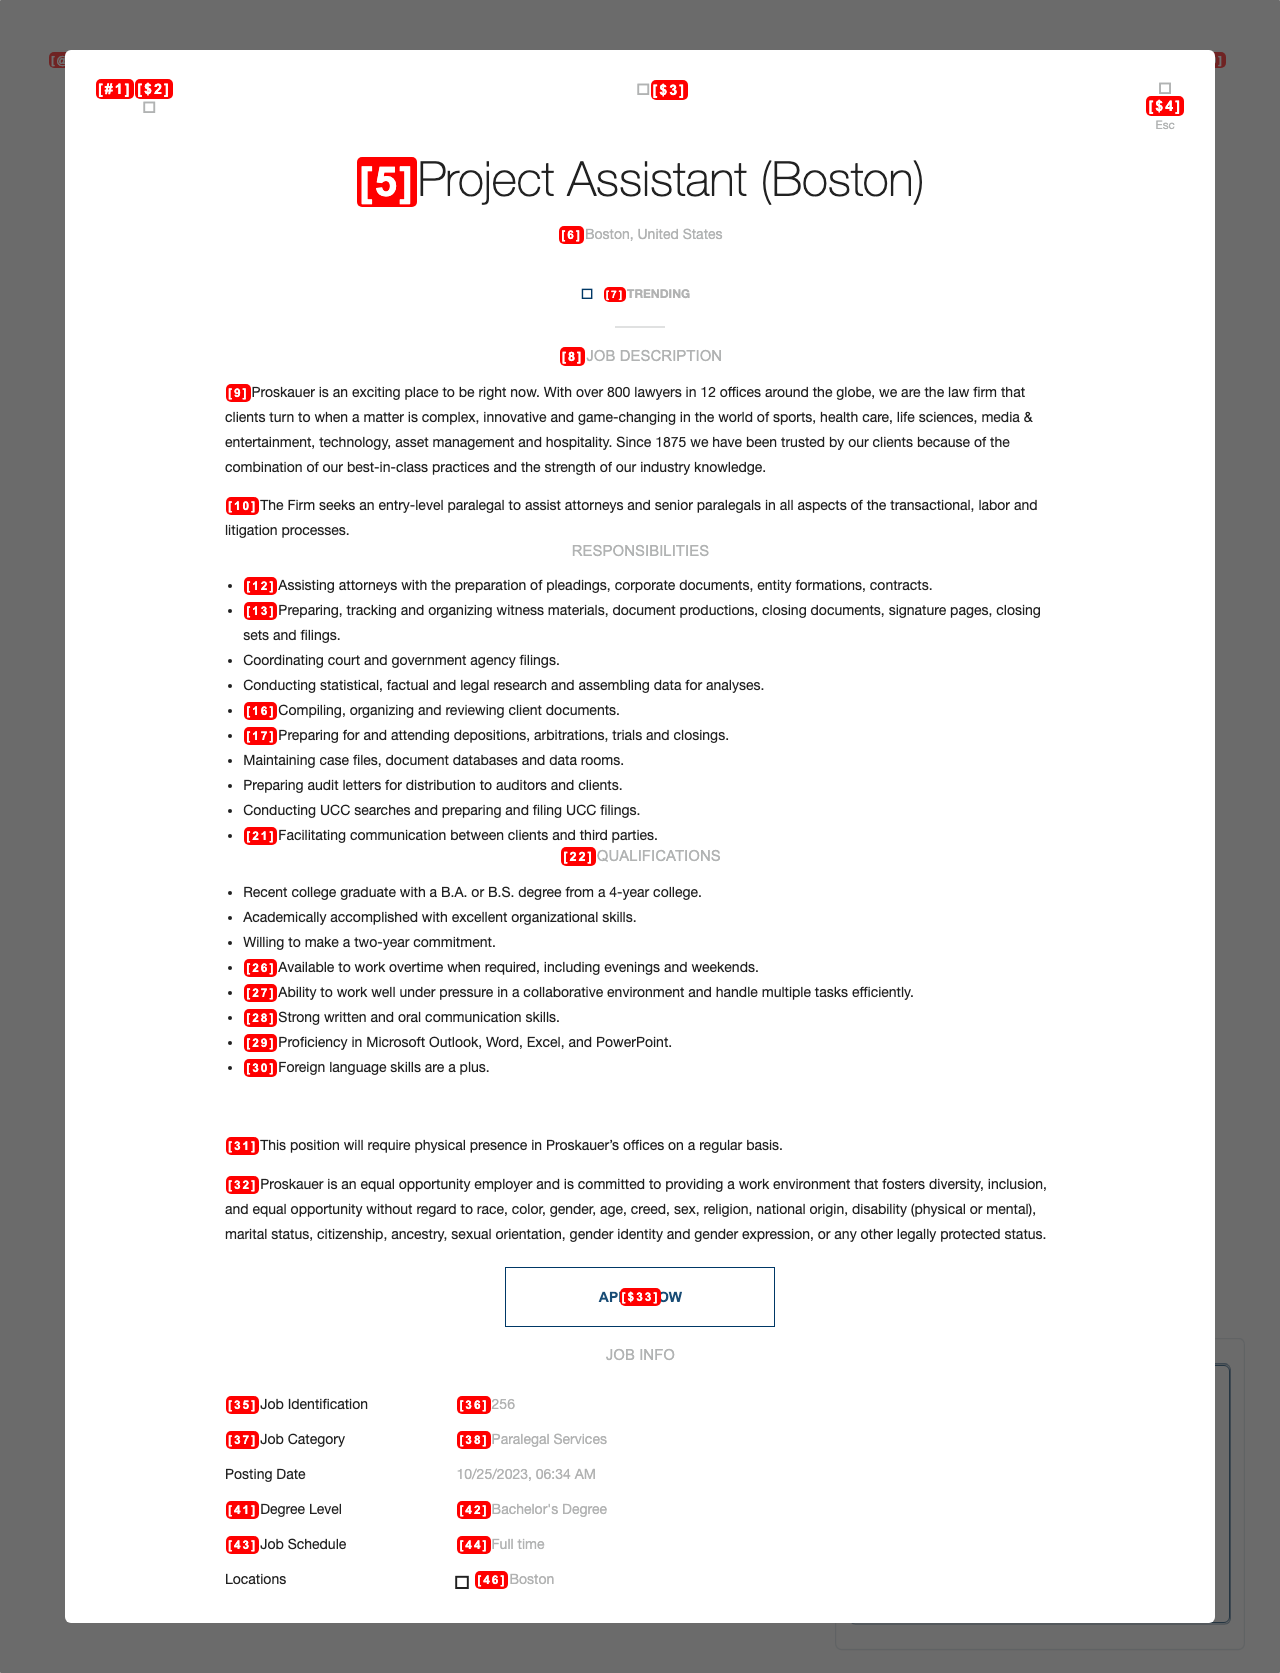 [#1] [$2]
[$3]
[$4]
Esc
[5]Project Assistant (Boston)
[6]Boston, United States
[7]TRENDING
[8]JOB DESCRIPTION
[9]Proskauer is an exciting place to be right now. With over 800 lawyers in 12 offices around the globe, we are the law firm that
clients turn to when a matter is complex, innovative and game-changing in the world of sports, health care, life sciences, media &
entertainment, technology, asset management and hospitality. Since 1875 we have been trusted by our clients because of the
combination of our best-in-class practices and the strength of our industry knowledge.
[10]The Firm seeks an entry-level paralegal to assist attorneys and senior paralegals in all aspects of the transactional, labor and
litigation processes.
RESPONSIBILITIES
• [12]Assisting attorneys with the preparation of pleadings, corporate documents, entity formations, contracts.
• [13]Preparing, tracking and organizing witness materials, document productions, closing documents, signature pages, closing
sets and filings.
• Coordinating court and government agency filings.
• Conducting statistical, factual and legal research and assembling data for analyses.
• [16]Compiling, organizing and reviewing client documents.
• [17]Preparing for and attending depositions, arbitrations, trials and closings.
• Maintaining case files, document databases and data rooms.
• Preparing audit letters for distribution to auditors and clients.
• Conducting UCC searches and preparing and filing UCC filings.
• [21]Facilitating communication between clients and third parties.
[22]QUALIFICATIONS
• Recent college graduate with a B.A. or B.S. degree from a 4-year college.
• Academically accomplished with excellent organizational skills.
• Willing to make a two-year commitment.
• [26]Available to work overtime when required, including evenings and weekends.
• [27]Ability to work well under pressure in a collaborative environment and handle multiple tasks efficiently.
• [28]Strong written and oral communication skills.
• [29]Proficiency in Microsoft Outlook, Word, Excel, and PowerPoint.
• [30]Foreign language skills are a plus.
[31]This position will require physical presence in Proskauer’s offices on a regular basis.
[32]Proskauer is an equal opportunity employer and is committed to providing a work environment that fosters diversity, inclusion,
and equal opportunity without regard to race, color, gender, age, creed, sex, religion, national origin, disability (physical or mental),
marital status, citizenship, ancestry, sexual orientation, gender identity and gender expression, or any other legally protected status.
AP[$33]OW
JOB INFO
[35]Job Identification [36]256
[37]Job Category [38]Paralegal Services
Posting Date 10/25/2023, 06:34 AM
[41]Degree Level [42]Bachelor's Degree
[43]Job Schedule [44]Full time
Locations [46]Boston